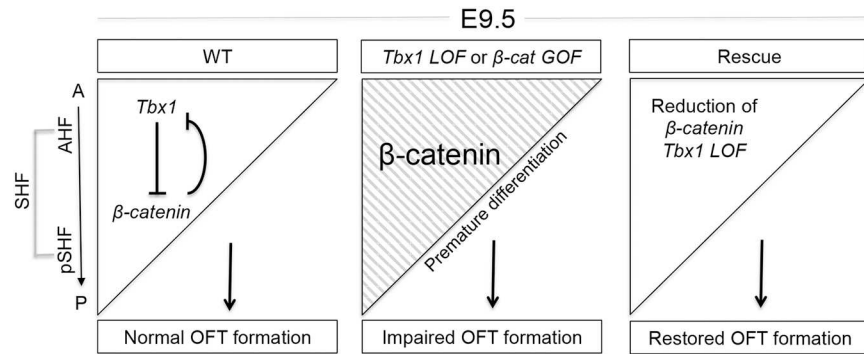 E9.5
WT
Tbx1 LOF or β-cat GOF
Rescue
A
AHF
SHF
pSHF
P
Tbx1
β-catenin
β-catenin
Premature differentiation
Reduction of
β-catenin
Tbx1 LOF
Normal OFT formation
Impaired OFT formation
Restored OFT formation